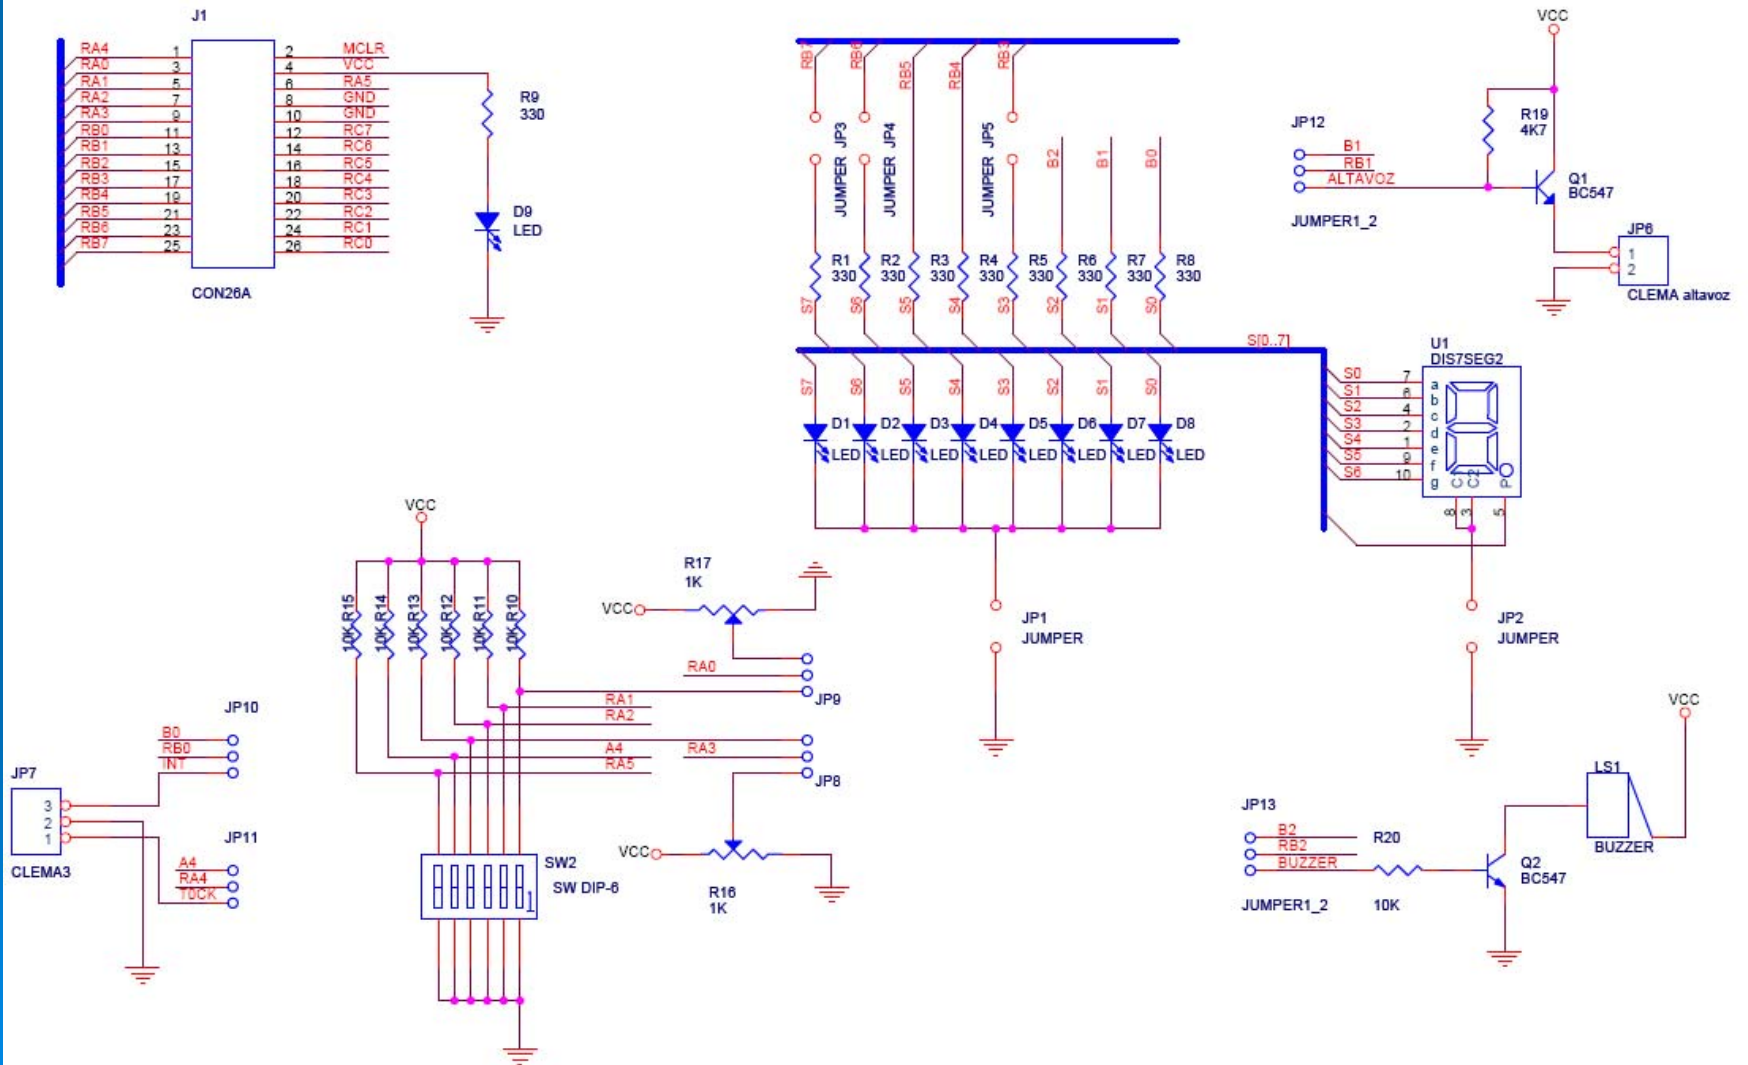 J1
RA4 1 2 MCLR
RA0 3 4 VCC
RA1 5 6 RA5
RA2 7 8 GND
RA3 9 10 GND
RB0 11 12 RC7
RB1 13 14 RC6
RB2 15 16 RC5
RB3 17 18 RC4
RB4 19 20 RC3
RB5 21 22 RC2
RB6 23 24 RC1
RB7 25 26 RC0
CON26A
R9
330
D9
LED
RB7 RB6 RB5 RB4 RB3
JUMPER JP3
JUMPER JP4
JUMPER JP5
B2 B1 B0
R1 R2 R3 R4 R5 R6 R7 R8
330 330 330 330 330 330 330 330
S7 S6 S5 S4 S3 S2 S1 S0
S[0..7]
S7 S6 S5 S4 S3 S2 S1 S0
D1 D2 D3 D4 D5 D6 D7 D8
LED LED LED LED LED LED LED LED
JP1
JUMPER
VCC
R19
4K7
JP12
B1
RB1
ALTAVOZ
JUMPER1_2
Q1
BC547
JP6
1
2
CLEMA altavoz
U1
DIS7SEG2
S0 7 a
S1 6 b
S2 4 c
S3 2 d
S4 1 e
S5 9 f
S6 10 g
C1 C2 P
8 3 5
JP2
JUMPER
VCC
10K R15
10K R14
10K R13
10K R12
10K R11
10K R10
RA1
RA2
A4
RA5
SW2
SW DIP-6
1
R17
1K
VCC
RA0
JP9
RA3
JP8
VCC
R16
1K
JP10
B0
RB0
INT
JP7
3
2
1
CLEMA3
JP11
A4
RA4
T0CK
VCC
LS1
BUZZER
JP13
B2
RB2
BUZZER
JUMPER1_2
R20
10K
Q2
BC547